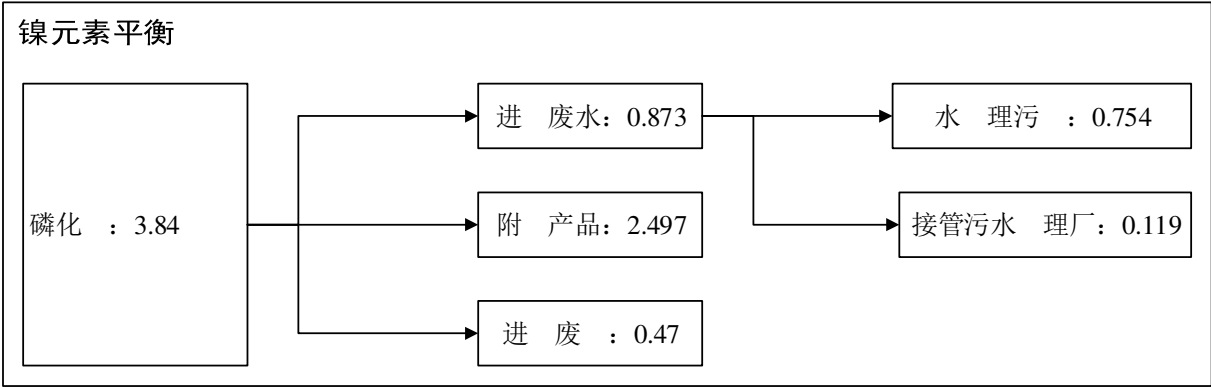 镍元素平衡
磷化 ：3.84
进 废水：0.873
附 产品：2.497
进 废 ：0.47
水 理污 ：0.754
接管污水 理厂：0.119